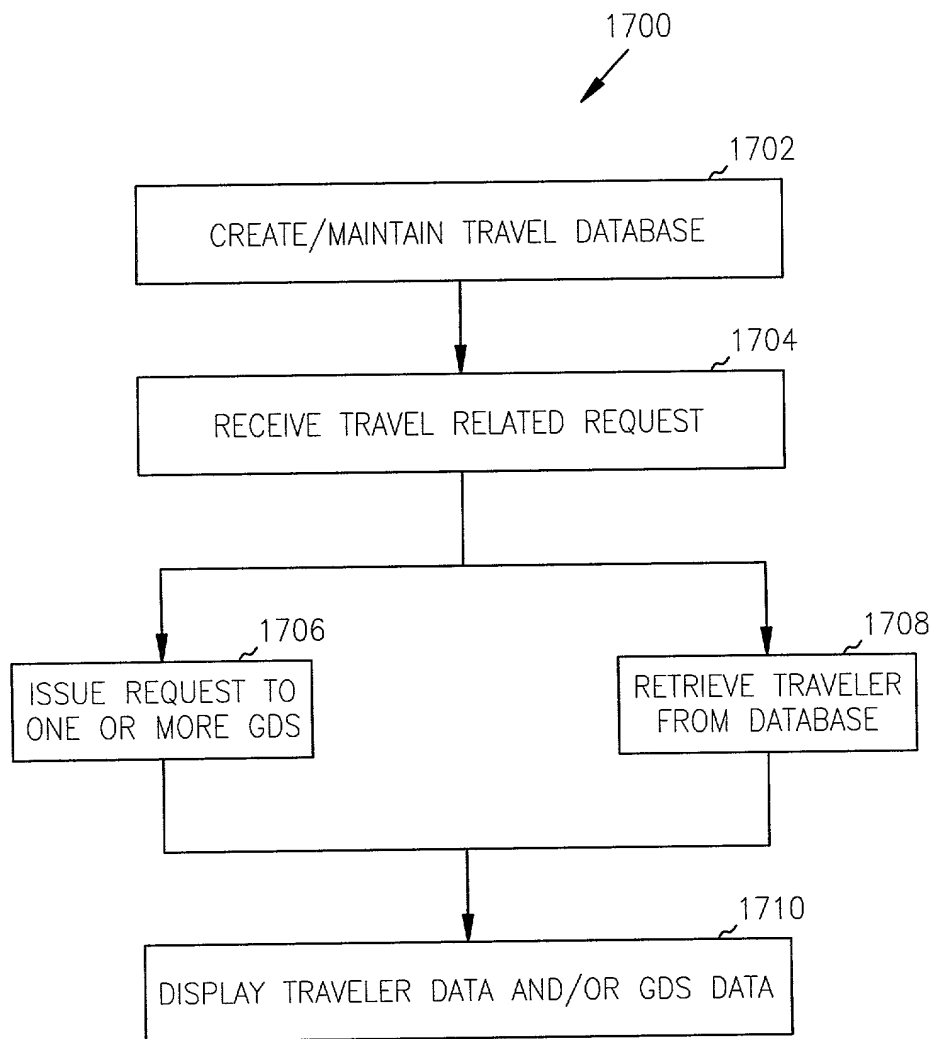 1700
1702
CREATE/MAINTAIN TRAVEL DATABASE
1704
RECEIVE TRAVEL RELATED REQUEST
1706
ISSUE REQUEST TO
ONE OR MORE GDS
1708
RETRIEVE TRAVELER
FROM DATABASE
1710
DISPLAY TRAVELER DATA AND/OR GDS DATA